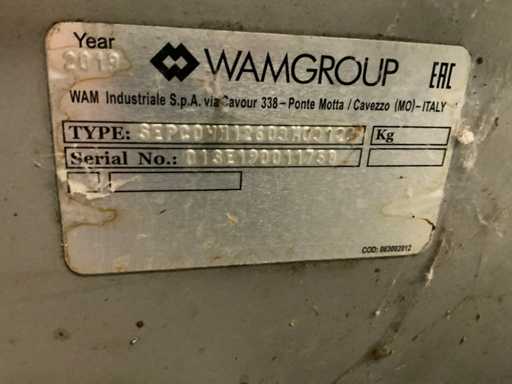 Year
2019
WAMGROUP
EAC
WAM Industriale S.p.A. via Cavour 338 – Ponte Motta / Cavezzo (MO) – ITALY
TYPE: Kg
Serial No.:
COD: 063002012